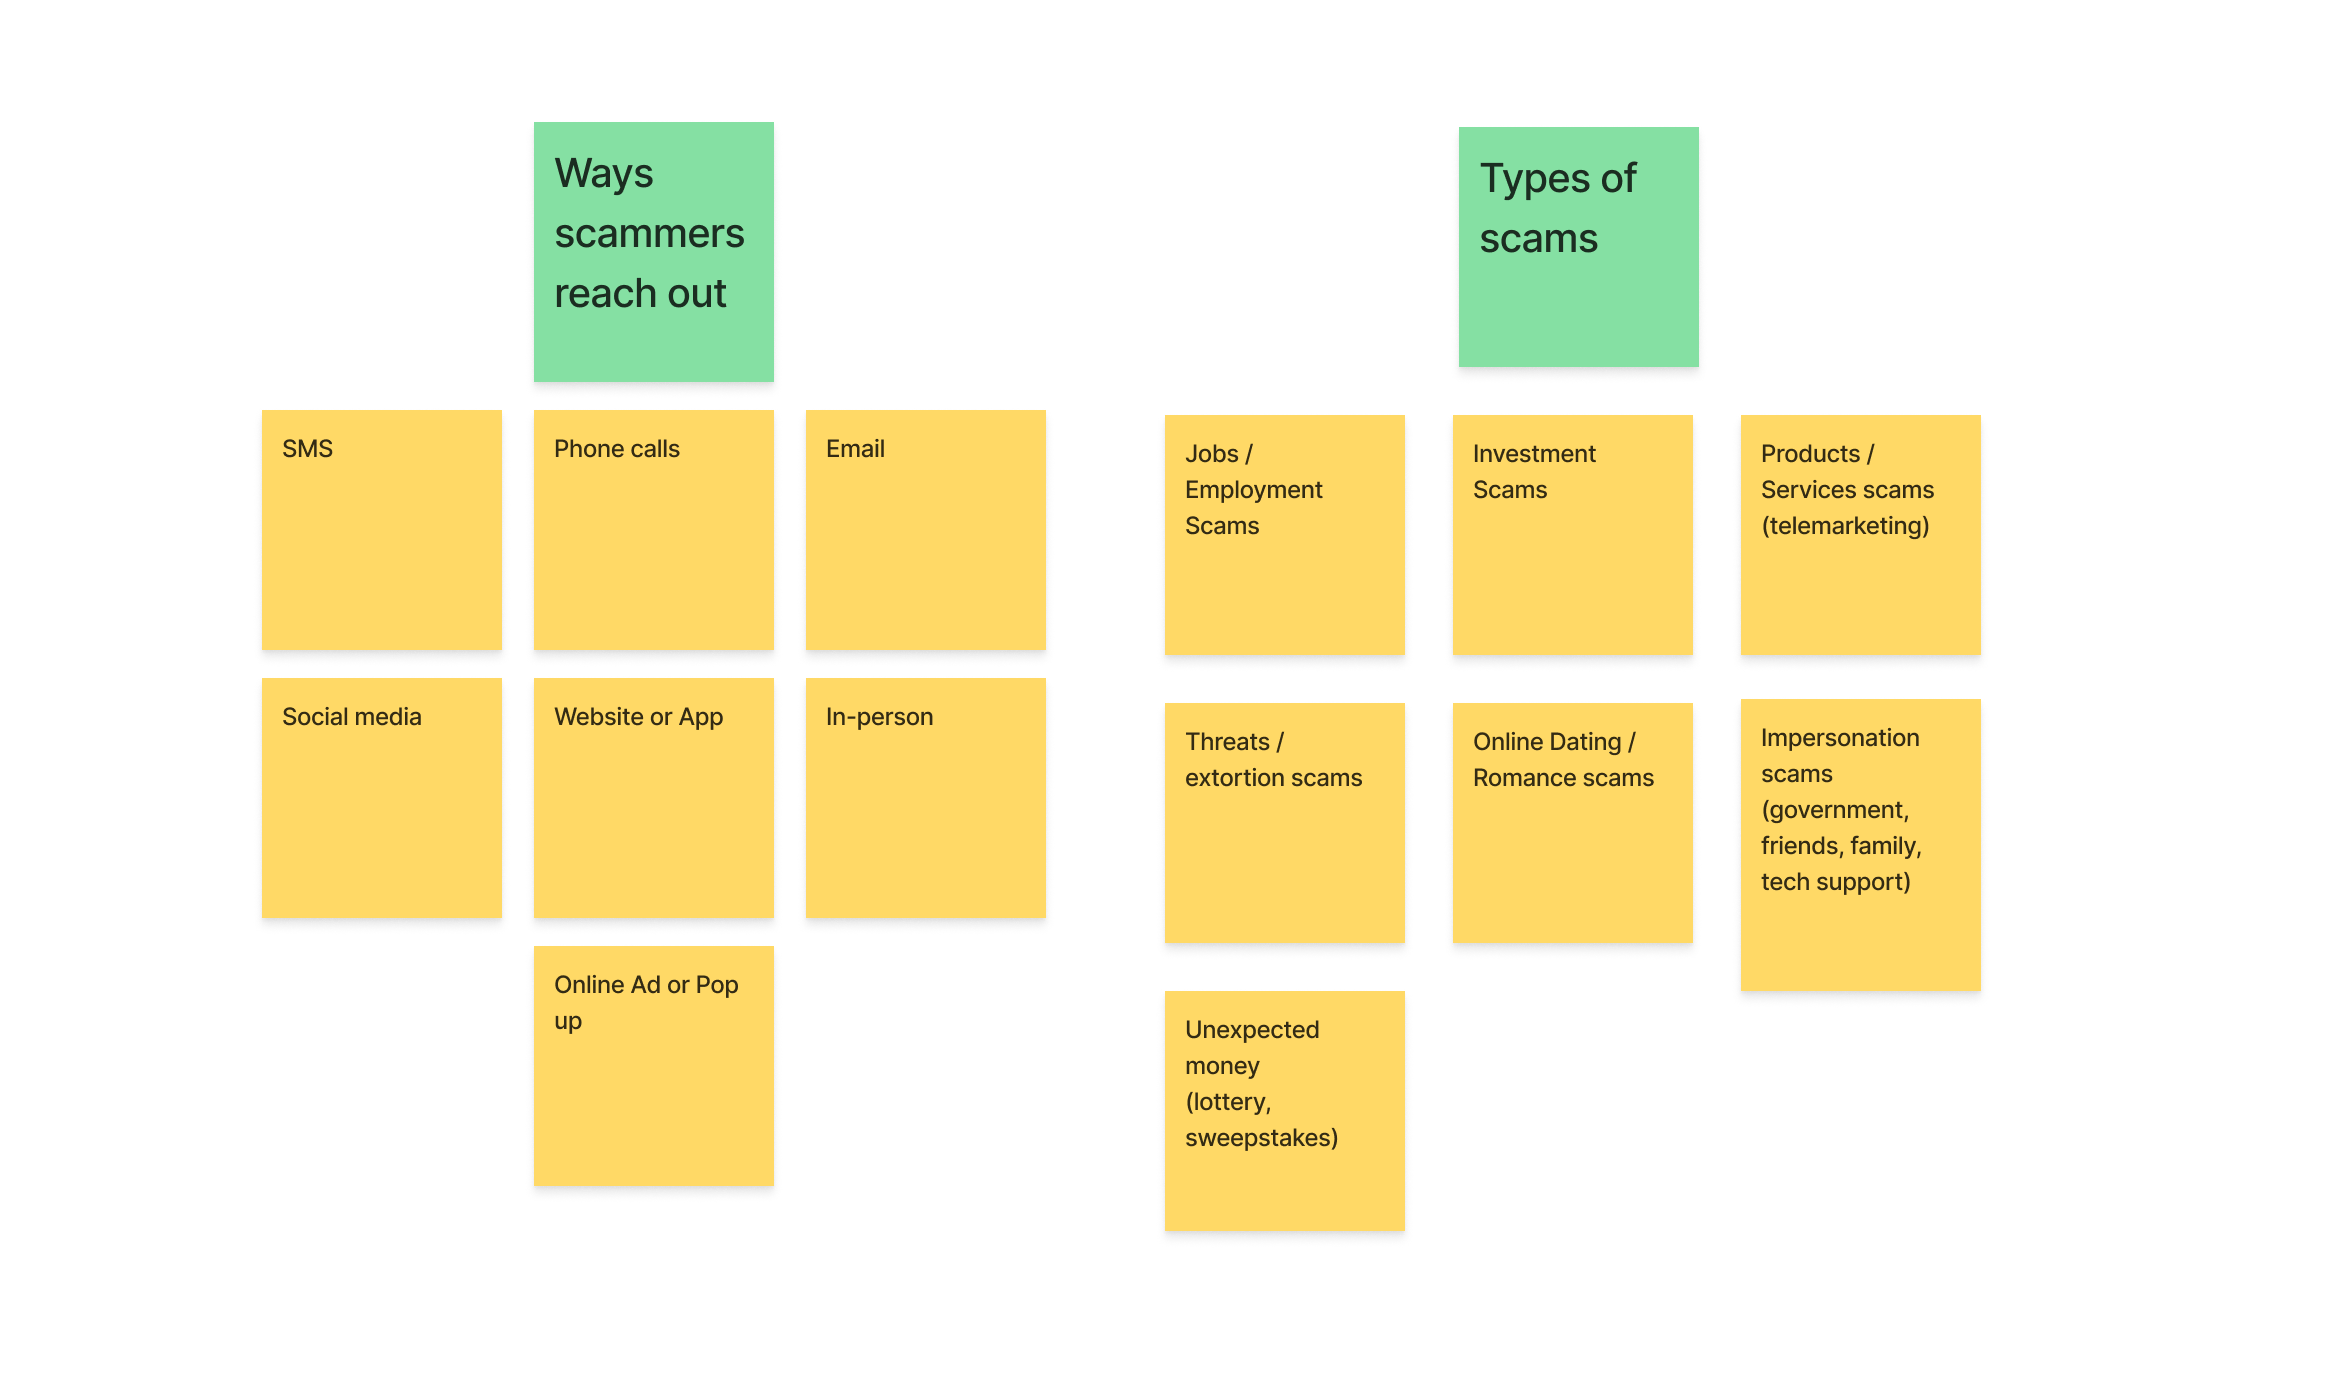 Ways
scammers
reach out
SMS
Phone calls
Email
Social media
Website or App
In-person
Online Ad or Pop
up
Types of
scams
Jobs /
Employment
Scams
Investment
Scams
Products /
Services scams
(telemarketing)
Threats /
extortion scams
Online Dating /
Romance scams
Impersonation
scams
(government,
friends, family,
tech support)
Unexpected
money
(lottery,
sweepstakes)